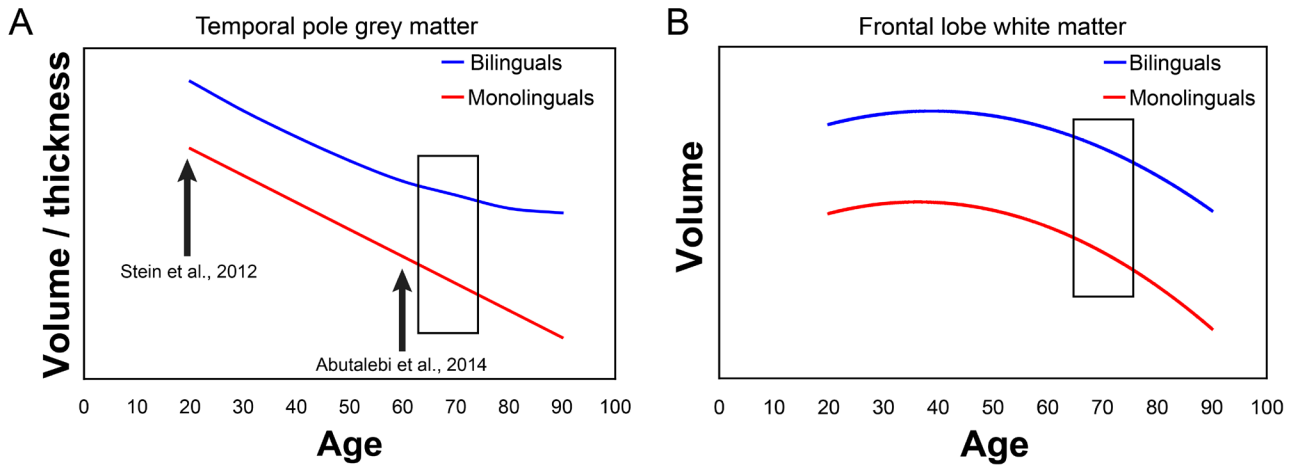 A
Temporal pole grey matter
Volume / thickness
Bilinguals
Monolinguals
Stein et al., 2012
Abutalebi et al., 2014
0 10 20 30 40 50 60 70 80 90 100
Age
B
Frontal lobe white matter
Volume
Bilinguals
Monolinguals
0 10 20 30 40 50 60 70 80 90 100
Age